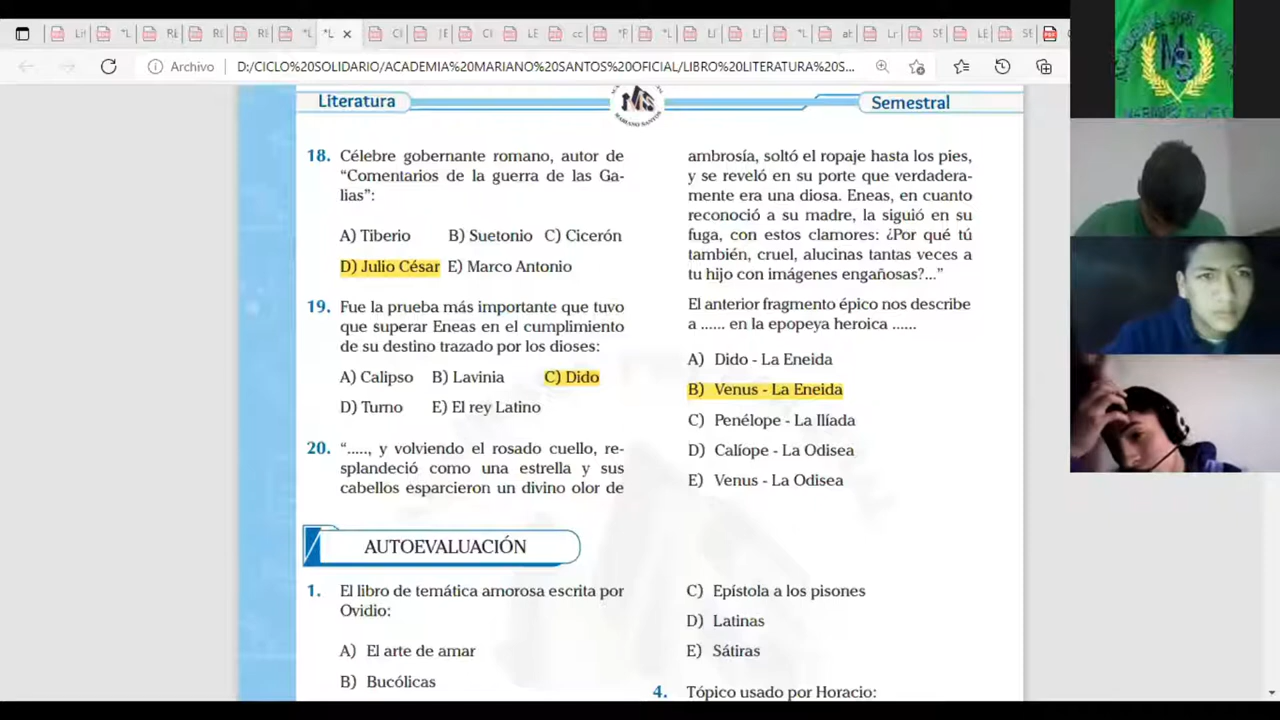 Archivo
D:/CICLO%20SOLIDARIO/ACADEMIA%20MARIANO%20SANTOS%20OFICIAL/LIBRO%20LITERATURA%20S...
Literatura
Semestral
18. Célebre gobernante romano, autor de
“Comentarios de la guerra de las Ga-
lias”:
A) Tiberio B) Suetonio C) Cicerón
D) Julio César E) Marco Antonio
19. Fue la prueba más importante que tuvo
que superar Eneas en el cumplimiento
de su destino trazado por los dioses:
A) Calipso B) Lavinia C) Dido
D) Turno E) El rey Latino
20. “....., y volviendo el rosado cuello, re-
splandeció como una estrella y sus
cabellos esparcieron un divino olor de
ambrosía, soltó el ropaje hasta los pies,
y se reveló en su porte que verdadera-
mente era una diosa. Eneas, en cuanto
reconoció a su madre, la siguió en su
fuga, con estos clamores: ¿Por qué tú
también, cruel, alucinas tantas veces a
tu hijo con imágenes engañosas?...”
El anterior fragmento épico nos describe
a ...... en la epopeya heroica ......
A) Dido - La Eneida
B) Venus - La Eneida
C) Penélope - La Ilíada
D) Calíope - La Odisea
E) Venus - La Odisea
AUTOEVALUACIÓN
1. El libro de temática amorosa escrita por
Ovidio:
A) El arte de amar
B) Bucólicas
C) Epístola a los pisones
D) Latinas
E) Sátiras
4. Tópico usado por Horacio: